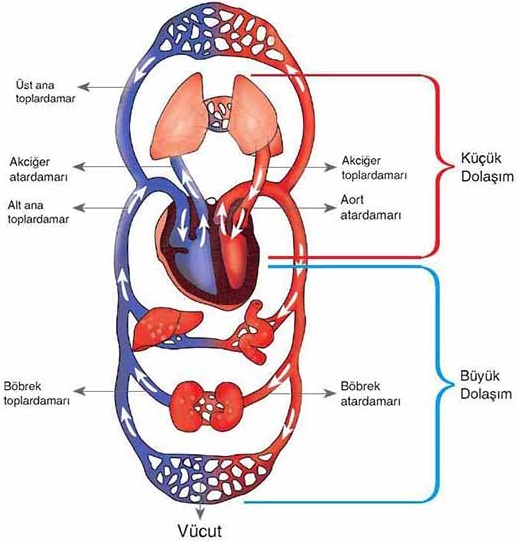 Üst ana
toplardamar
Akciğer
atardamarı
Akciğer
toplardamarı
Küçük
Dolaşım
Alt ana
toplardamar
Aort
atardamarı
Böbrek
toplardamarı
Böbrek
atardamarı
Büyük
Dolaşım
Vücut